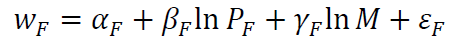 w_F = α_F + β_F ln P_F + γ_F ln M + ε_F